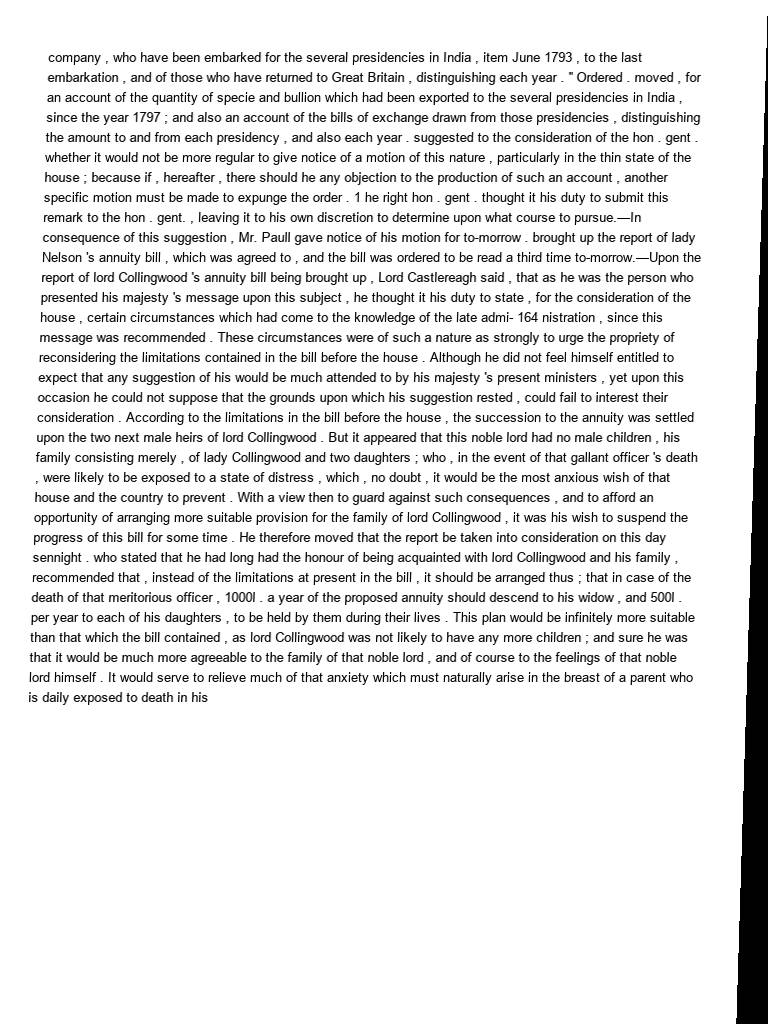 company , who have been embarked for the several presidencies in India , item June 1793 , to the last
embarkation , and of those who have returned to Great Britain , distinguishing each year . " Ordered . moved , for
an account of the quantity of specie and bullion which had been exported to the several presidencies in India ,
since the year 1797 ; and also an account of the bills of exchange drawn from those presidencies , distinguishing
the amount to and from each presidency , and also each year . suggested to the consideration of the hon . gent .
whether it would not be more regular to give notice of a motion of this nature , particularly in the thin state of the
house ; because if , hereafter , there should he any objection to the production of such an account , another
specific motion must be made to expunge the order . 1 he right hon . gent . thought it his duty to submit this
remark to the hon . gent. , leaving it to his own discretion to determine upon what course to pursue.—In
consequence of this suggestion , Mr. Paull gave notice of his motion for to-morrow . brought up the report of lady
Nelson 's annuity bill , which was agreed to , and the bill was ordered to be read a third time to-morrow.—Upon the
report of lord Collingwood 's annuity bill being brought up , Lord Castlereagh said , that as he was the person who
presented his majesty 's message upon this subject , he thought it his duty to state , for the consideration of the
house , certain circumstances which had come to the knowledge of the late admi- 164 nistration , since this
message was recommended . These circumstances were of such a nature as strongly to urge the propriety of
reconsidering the limitations contained in the bill before the house . Although he did not feel himself entitled to
expect that any suggestion of his would be much attended to by his majesty 's present ministers , yet upon this
occasion he could not suppose that the grounds upon which his suggestion rested , could fail to interest their
consideration . According to the limitations in the bill before the house , the succession to the annuity was settled
upon the two next male heirs of lord Collingwood . But it appeared that this noble lord had no male children , his
family consisting merely , of lady Collingwood and two daughters ; who , in the event of that gallant officer 's death
, were likely to be exposed to a state of distress , which , no doubt , it would be the most anxious wish of that
house and the country to prevent . With a view then to guard against such consequences , and to afford an
opportunity of arranging more suitable provision for the family of lord Collingwood , it was his wish to suspend the
progress of this bill for some time . He therefore moved that the report be taken into consideration on this day
sennight . who stated that he had long had the honour of being acquainted with lord Collingwood and his family ,
recommended that , instead of the limitations at present in the bill , it should be arranged thus ; that in case of the
death of that meritorious officer , 1000l . a year of the proposed annuity should descend to his widow , and 500l .
per year to each of his daughters , to be held by them during their lives . This plan would be infinitely more suitable
than that which the bill contained , as lord Collingwood was not likely to have any more children ; and sure he was
that it would be much more agreeable to the family of that noble lord , and of course to the feelings of that noble
lord himself . It would serve to relieve much of that anxiety which must naturally arise in the breast of a parent who
is daily exposed to death in his